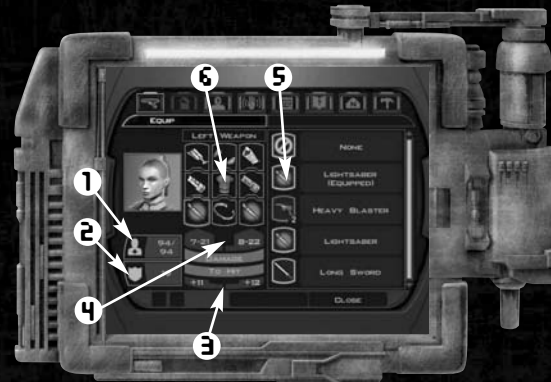 6
5
Equip
Left Weapon
None
Lightsaber
(Equipped)
1
Heavy Blaster
2
94/
94
7-21
8-22
Lightsaber
Damage
To Hit
Long Sword
4
+11
+12
3
Close